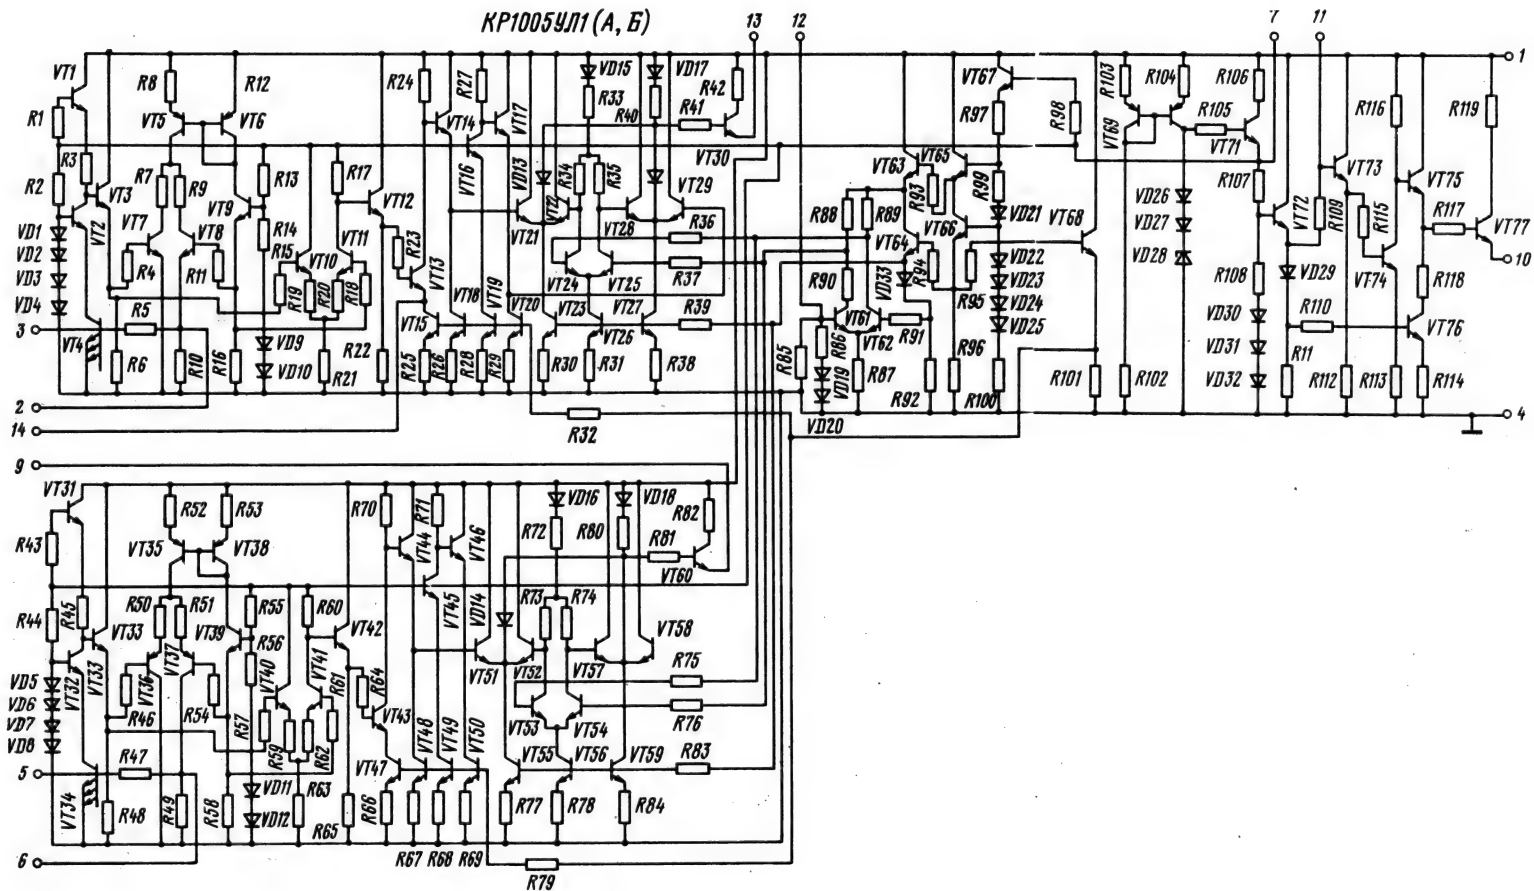 КР1005УЛ1 (А, Б)
13 12 7 11
VT1 R8 R12 R24 R27 VD15 VD17 R42 VT67 R103 R104 R106 R116 R119 1
R1 VT5 VT6 VT14 VT17 R33 R40 R41 R97 R98 VT69 R105 VT71
R3 VT16 VD13 R34 R35 VT30 VT63 VT65 VT73
R2 VT3 R7 R9 VT9 R13 R17 VT12 VT22 VT29 R88 R89 R93 R99 VD21 VT68 VD26 R107 VT72 R109 R115 VT75 R117 VT77
VD1 VT2 VT7 VT8 R14 R23 VT21 VT28 R36 VT66 VD27
VD2 R4 R11 R15 VT10 VT11 R37 VT64 VD22 VD28 VD29 VT74 10
VD3 R19 R20 R18 VT13 VT24 VT25 R90 VD33 R94 VD23 R108 R118
VD4 R5 VT18 VT19 VT20 VT23 VT27 R39 R95 VD24 VD30 R110
3 VT4 VD9 VT15 VT26 VT61 VT62 R91 VD25 VT76
R6 R10 R16 VD10 R21 R22 R25 R26 R28 R29 R30 R31 R38 R85 R86 VD19 R87 R92 R96 R100 R101 R102 VD31 VD32 R11 R112 R113 R114
2 VD20 4
14 R32
9
VT31 R52 R53 R70 R71 VD16 VD18 R82
R43 VT35 VT38 VT44 VT46 R72 R80 R81
VT60
R44 R45 R50 R51 VT39 R55 R60 VT42 VT45 VD14 R73 R74 VT58
VT33 R56
VD5 VT32 VT33 VT36 VT37 VT40 VT41 R64 VT51 VT52 VT57 R75
VD6 R46 R54 R57 R61 VT43 VT53 VT54 R76
VD7 R59 R62
VD8 R47 VT47 VT48 VT49 VT50 VT55 VT56 VT59 R83
5 VT34 R48 R49 R58 VD11 R63 R66 R77 R78 R84
VD12 R65
6 R67 R68 R69 R79